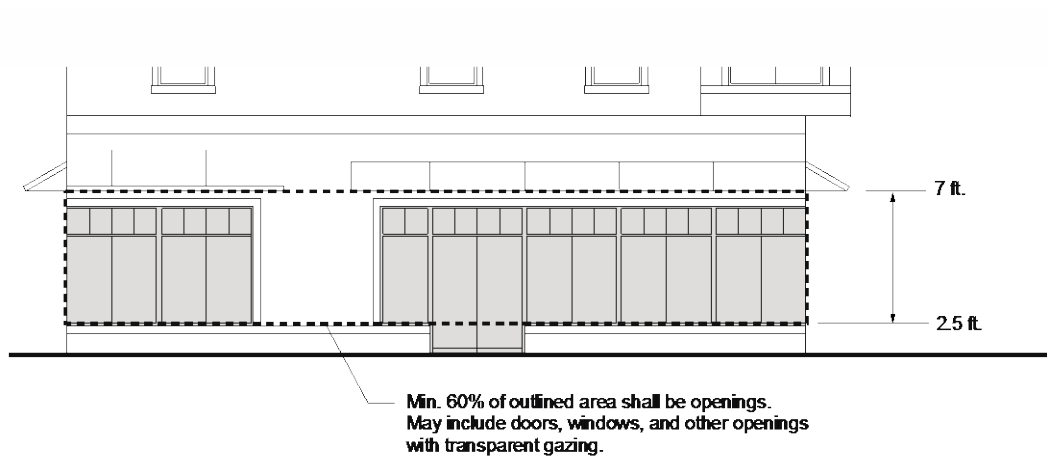 7 ft.
2.5 ft.
Min. 60% of outlined area shall be openings.
May include doors, windows, and other openings
with transparent gazing.